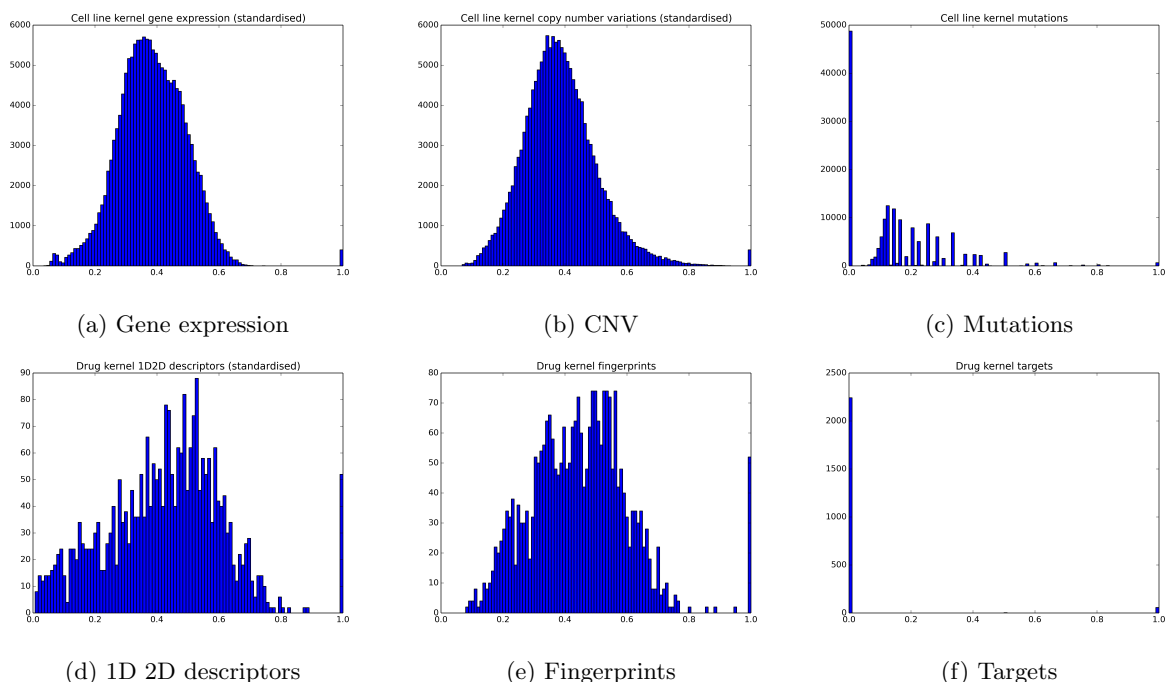 Cell line kernel gene expression (standardised)
6000
5000
4000
3000
2000
1000
0
0.0 0.2 0.4 0.6 0.8 1.0
(a) Gene expression
Cell line kernel copy number variations (standardised)
6000
5000
4000
3000
2000
1000
0
0.0 0.2 0.4 0.6 0.8 1.0
(b) CNV
Cell line kernel mutations
50000
40000
30000
20000
10000
0
0.0 0.2 0.4 0.6 0.8 1.0
(c) Mutations
Drug kernel 1D2D descriptors (standardised)
90
80
70
60
50
40
30
20
10
0
0.0 0.2 0.4 0.6 0.8 1.0
(d) 1D 2D descriptors
Drug kernel fingerprints
80
70
60
50
40
30
20
10
0
0.0 0.2 0.4 0.6 0.8 1.0
(e) Fingerprints
Drug kernel targets
2500
2000
1500
1000
500
0
0.0 0.2 0.4 0.6 0.8 1.0
(f) Targets